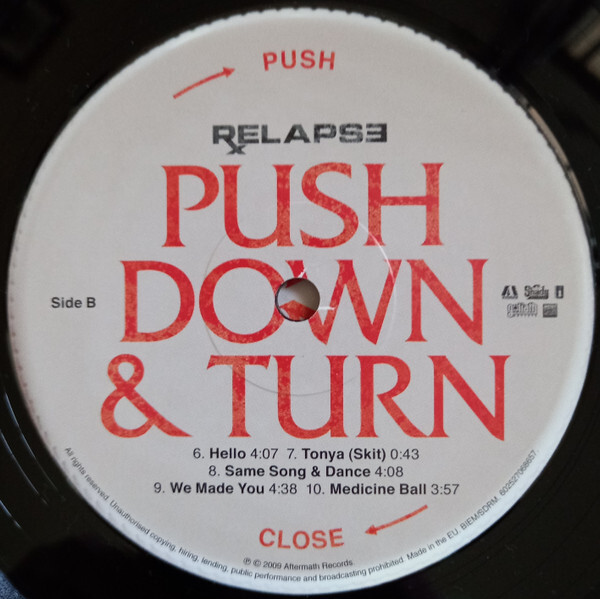 PUSH
RELAPSE
PUSH
DOWN
& TURN
Side B
Shady
6. Hello 4:07 7. Tonya (Skit) 0:43
8. Same Song & Dance 4:08
9. We Made You 4:38 10. Medicine Ball 3:57
CLOSE
℗ © 2009 Aftermath Records.
All rights reserved. Unauthorised copying, hiring, lending, public performance and broadcasting prohibited. Made in the EU. BIEM/SDRM. 602527068657.